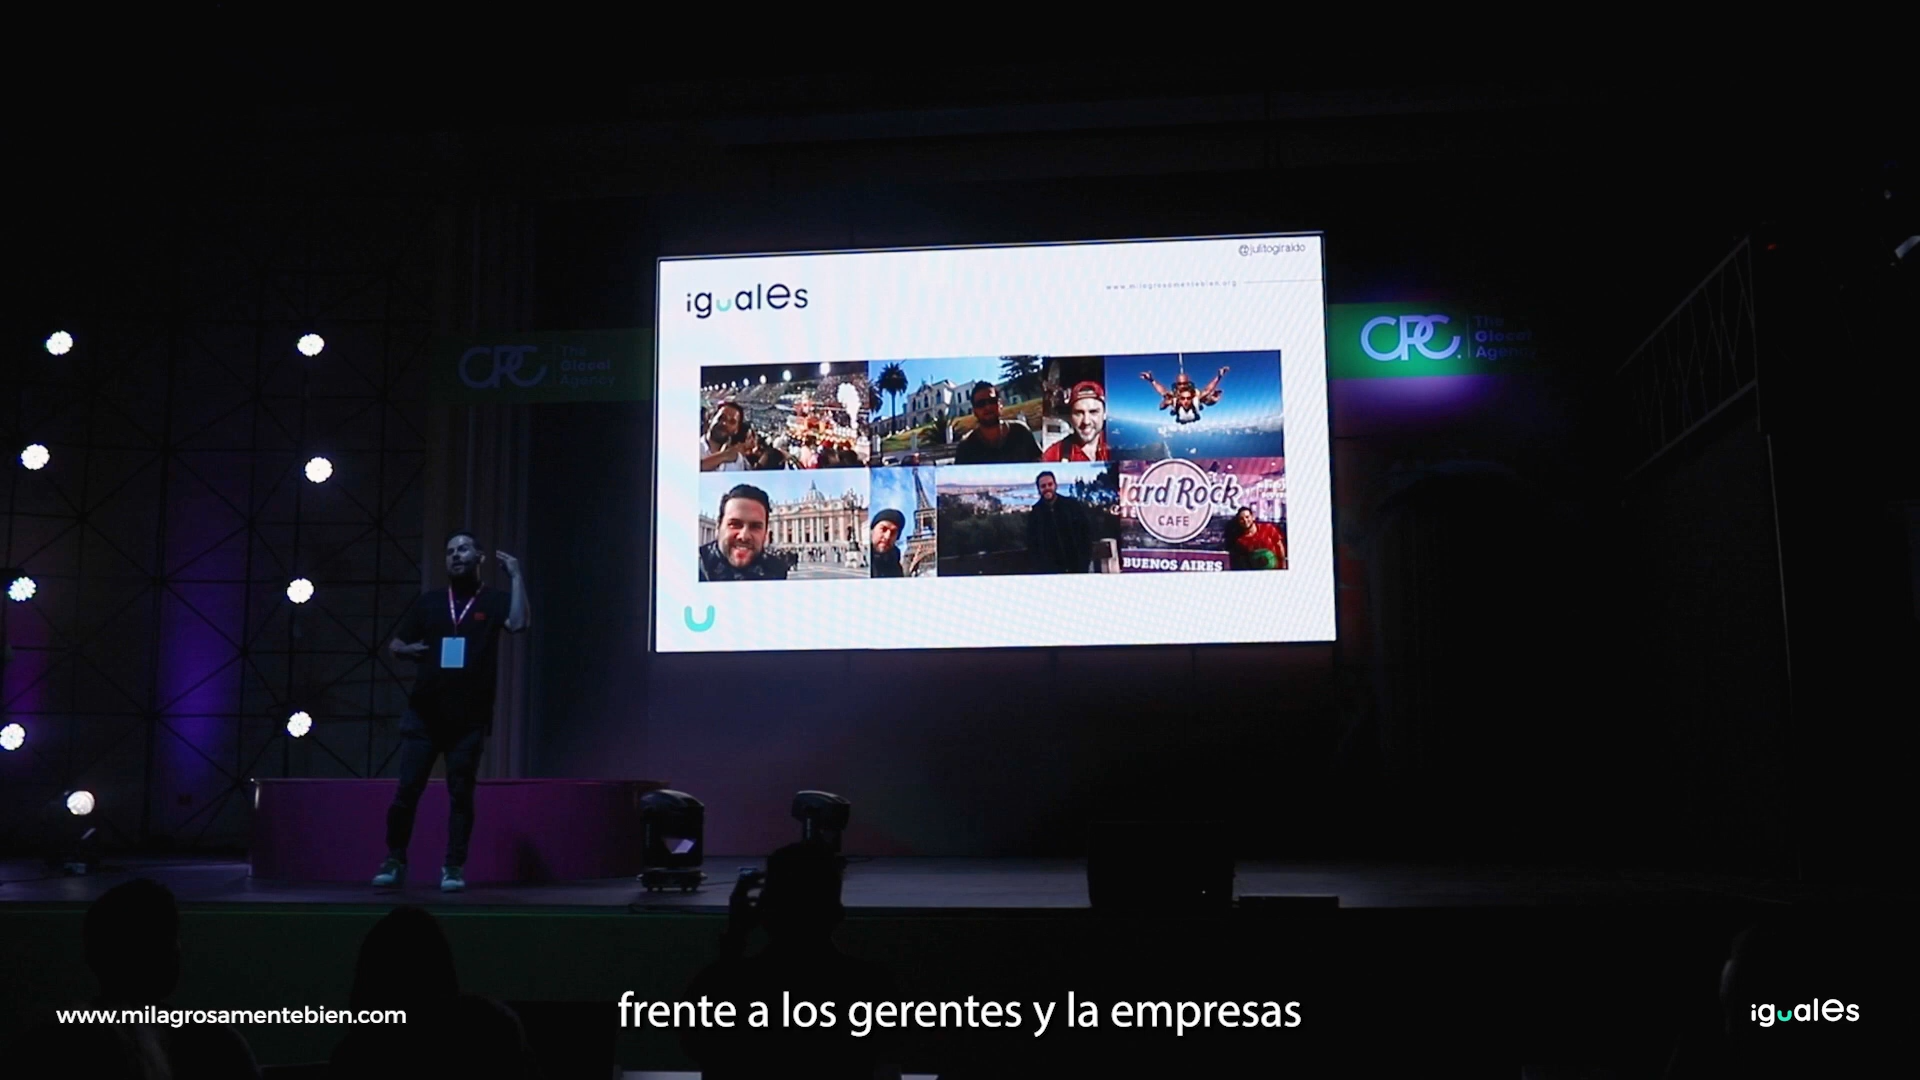 @julitogiraldo
www.milagrosamentebien.org
iguales
CPC
The
Glocal
Agency
CPC
The
Glocal
Agency
Hard Rock
CAFE
BUENOS AIRES
www.milagrosamentebien.com
frente a los gerentes y la empresas
iguales